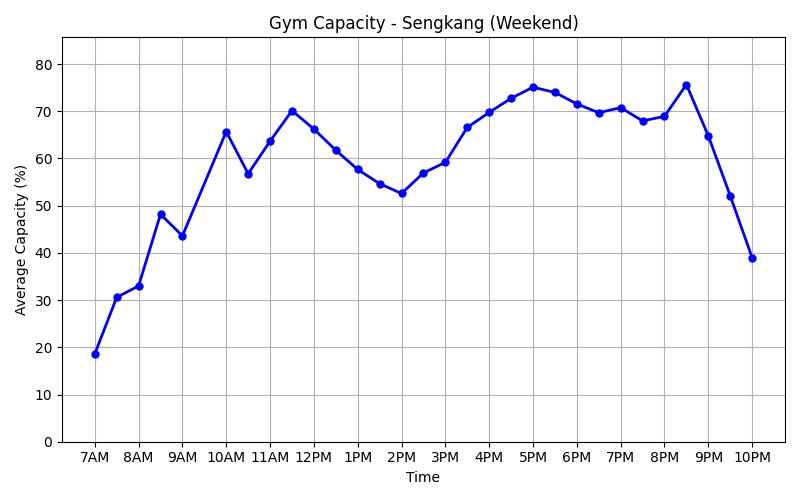 Gym Capacity - Sengkang (Weekend)
Average Capacity (%)
80
70
60
50
40
30
20
10
0
7AM 8AM 9AM 10AM 11AM 12PM 1PM 2PM 3PM 4PM 5PM 6PM 7PM 8PM 9PM 10PM
Time